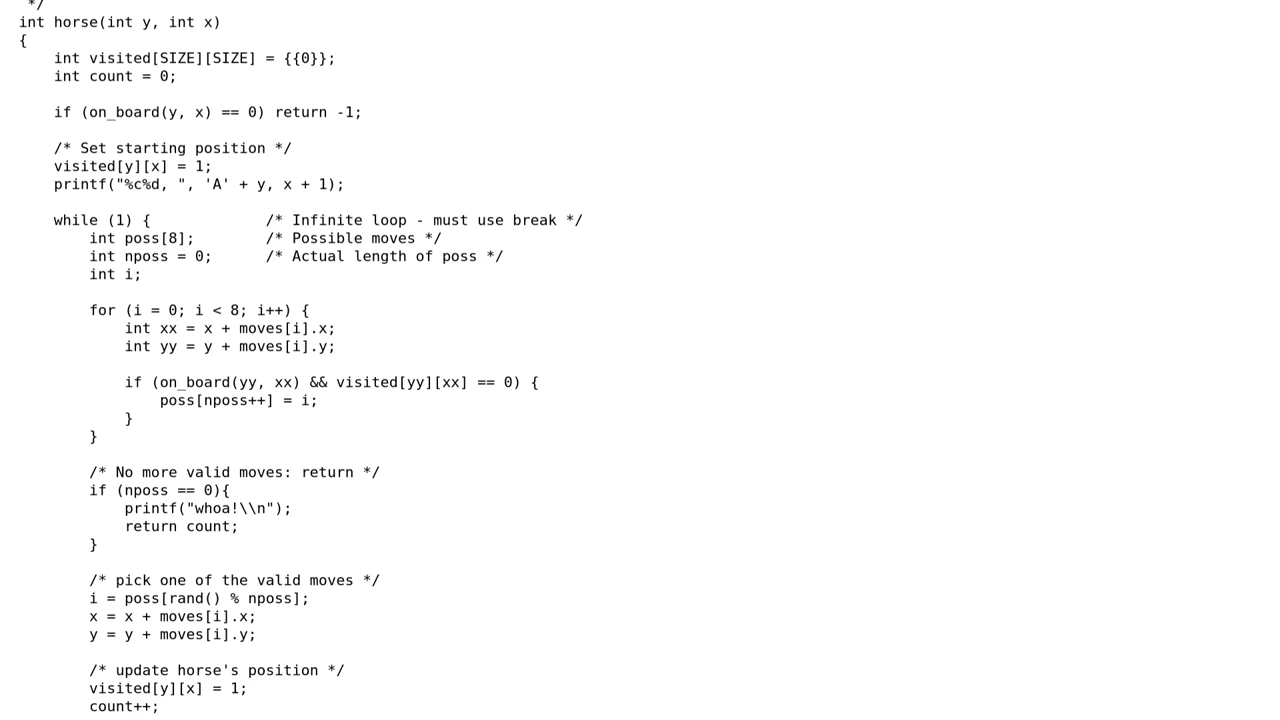 */
int horse(int y, int x)
{
    int visited[SIZE][SIZE] = {{0}};
    int count = 0;

    if (on_board(y, x) == 0) return -1;

    /* Set starting position */
    visited[y][x] = 1;
    printf("%c%d, ", 'A' + y, x + 1);

    while (1) {             /* Infinite loop - must use break */
        int poss[8];        /* Possible moves */
        int nposs = 0;      /* Actual length of poss */
        int i;

        for (i = 0; i < 8; i++) {
            int xx = x + moves[i].x;
            int yy = y + moves[i].y;

            if (on_board(yy, xx) && visited[yy][xx] == 0) {
                poss[nposs++] = i;
            }
        }

        /* No more valid moves: return */
        if (nposs == 0){
            printf("whoa!\\n");
            return count;
        }

        /* pick one of the valid moves */
        i = poss[rand() % nposs];
        x = x + moves[i].x;
        y = y + moves[i].y;

        /* update horse's position */
        visited[y][x] = 1;
        count++;